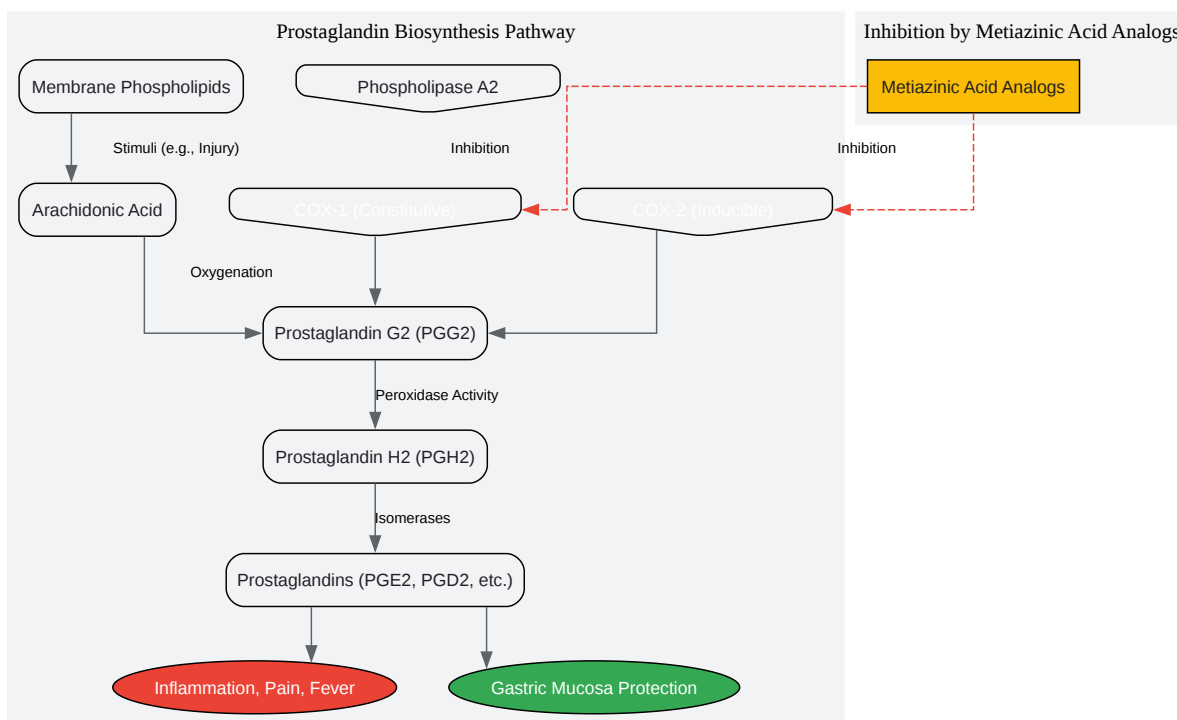 Prostaglandin Biosynthesis Pathway
Inhibition by Metiazinic Acid Analogs
Membrane Phospholipids
Phospholipase A2
Metiazinic Acid Analogs
Stimuli (e.g., Injury)
Inhibition
Inhibition
Arachidonic Acid
COX-1 (Constitutive)
COX-2 (Inducible)
Oxygenation
Prostaglandin G2 (PGG2)
Peroxidase Activity
Prostaglandin H2 (PGH2)
Isomerases
Prostaglandins (PGE2, PGD2, etc.)
Inflammation, Pain, Fever
Gastric Mucosa Protection